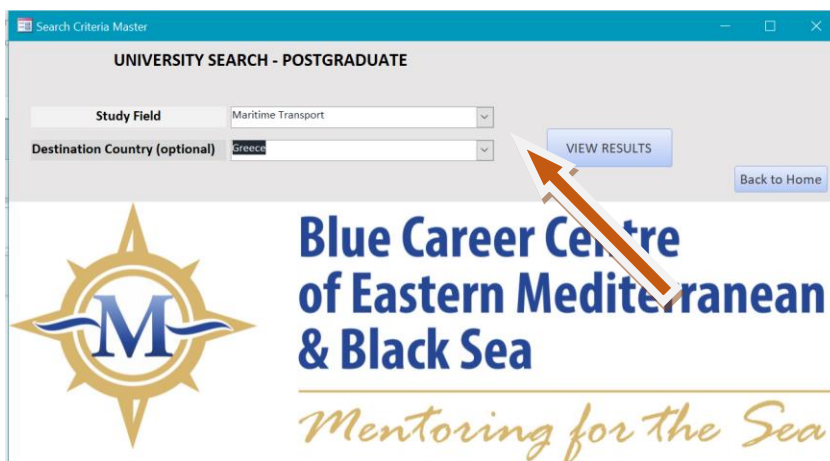 Search Criteria Master
UNIVERSITY SEARCH - POSTGRADUATE
Study Field Maritime Transport
Destination Country (optional) Greece
VIEW RESULTS
Back to Home
M
Blue Career Centre
of Eastern Mediterranean
& Black Sea
Mentoring for the Sea